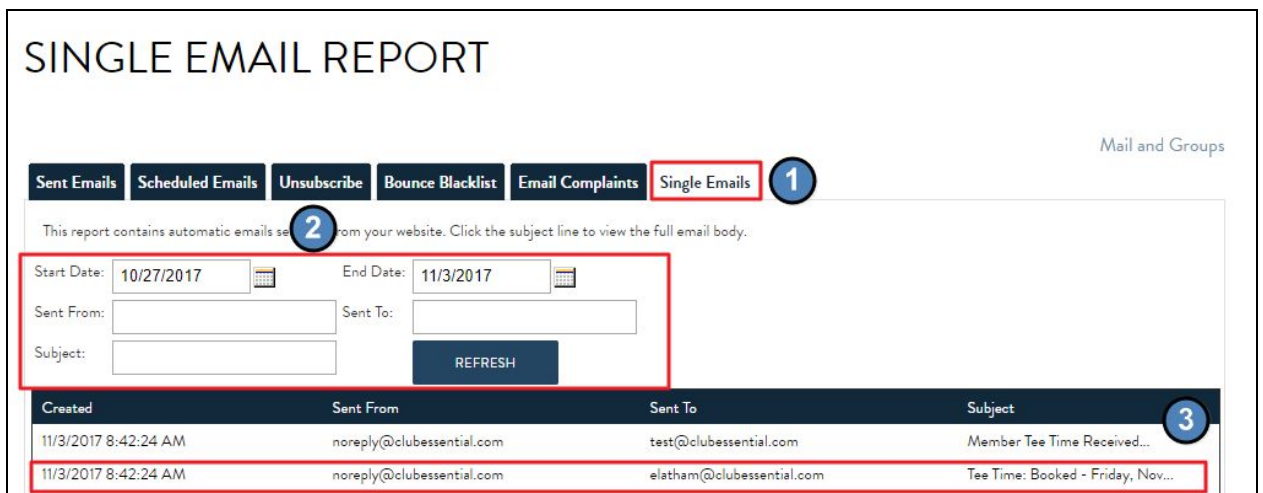 SINGLE EMAIL REPORT
Mail and Groups
Sent Emails Scheduled Emails Unsubscribe Bounce Blacklist Email Complaints Single Emails 1
2
This report contains automatic emails se from your website. Click the subject line to view the full email body.
Start Date: 10/27/2017 End Date: 11/3/2017
Sent From: Sent To:
Subject: REFRESH
Created Sent From Sent To Subject
3
11/3/2017 8:42:24 AM noreply@clubessential.com test@clubessential.com Member Tee Time Received...
11/3/2017 8:42:24 AM noreply@clubessential.com elatham@clubessential.com Tee Time: Booked - Friday, Nov...